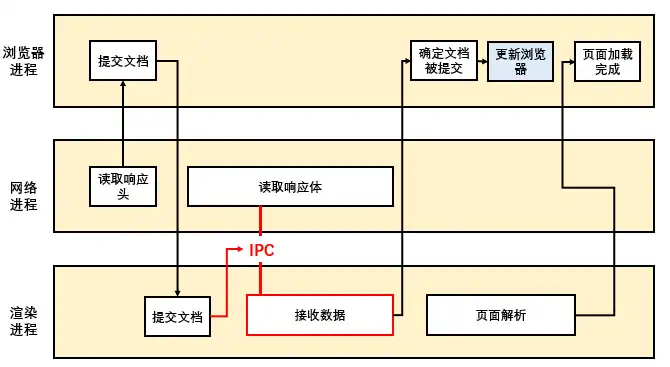 浏览器
进程
提交文档
确定文档
被提交
更新浏览
器
页面加载
完成
网络
进程
读取响应
头
读取响应体
IPC
渲染
进程
提交文档
接收数据
页面解析